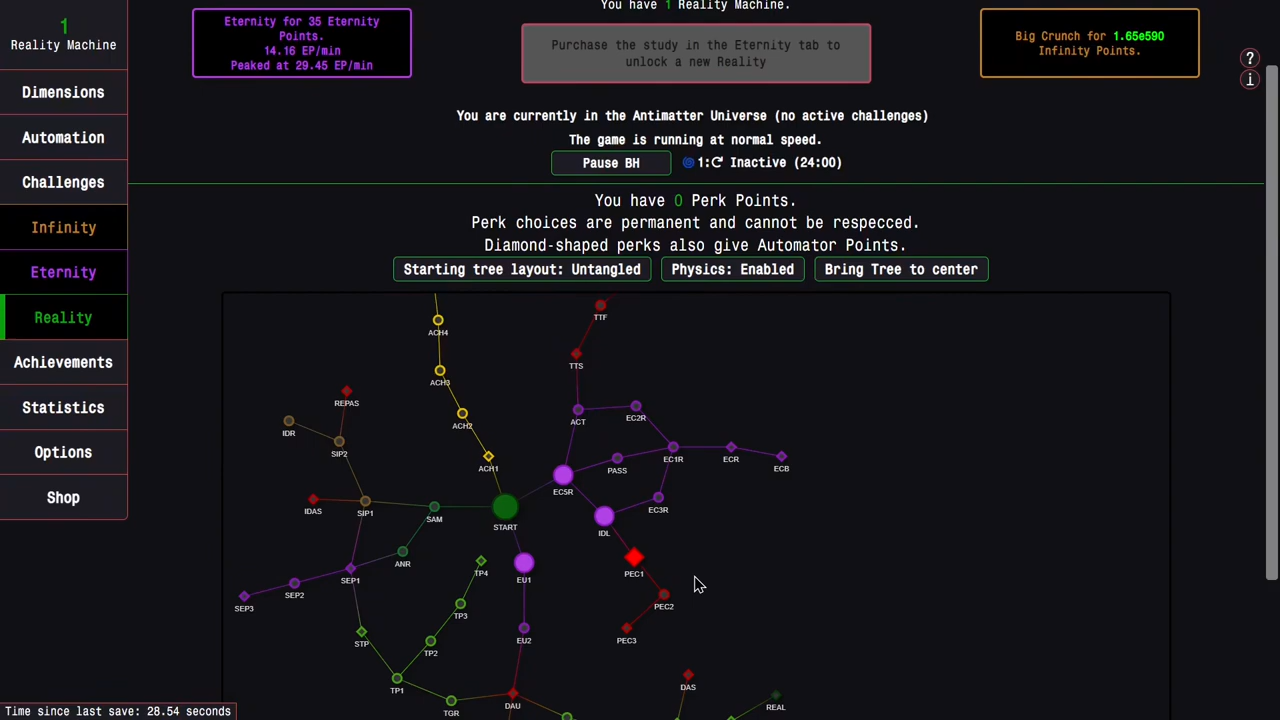 You have 1 Reality Machine.
1
Reality Machine
Eternity for 35 Eternity
Points.
14.16 EP/min
Peaked at 29.45 EP/min
Purchase the study in the Eternity tab to
unlock a new Reality
Big Crunch for 1.65e590
Infinity Points.
?
i
Dimensions
Automation
Challenges
Infinity
Eternity
Reality
Achievements
Statistics
Options
Shop
You are currently in the Antimatter Universe (no active challenges)
The game is running at normal speed.
Pause BH
1: Inactive (24:00)
You have 0 Perk Points.
Perk choices are permanent and cannot be respecced.
Diamond-shaped perks also give Automator Points.
Starting tree layout: Untangled
Physics: Enabled
Bring Tree to center
TTF
ACH4
TTS
ACH3
REPAS
ACT
EC2R
ACH2
IDR
SIP2
EC1R
ECR
ECB
ACH1
PASS
EC5R
IDAS
SIP1
SAM
START
EC3R
IDL
ANR
TP4
EU1
PEC1
SEP1
SEP2
SEP3
TP3
PEC2
STP
TP2
EU2
PEC3
TP1
DAS
TGR
DAU
REAL
Time since last save: 28.54 seconds